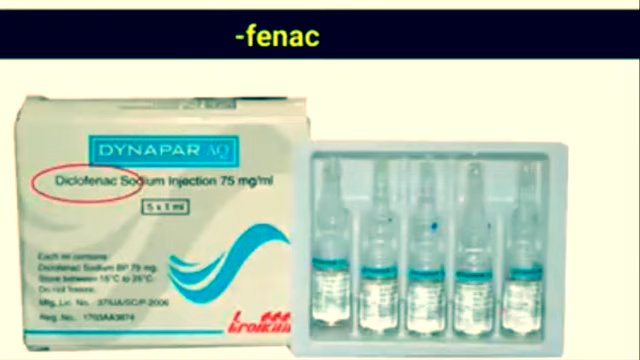 -fenac
DYNAPAR AQ
Diclofenac Sodium Injection 75 mg/ml
5 x 1 ml
Each ml contains:
Diclofenac Sodium BP 75 mg.
Store between 15°C to 25°C.
Do not freeze.
Mfg. Lic. No.
Reg. No.